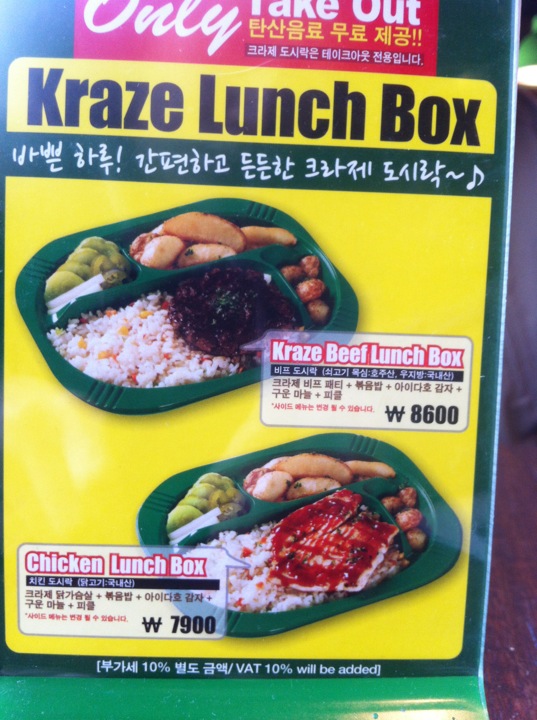 Only
Take Out
탄산음료 무료 제공!!
크라제 도시락은 테이크아웃 전용입니다.
Kraze Lunch Box
바쁜 하루! 간편하고 든든한 크라제 도시락~♪
Kraze Beef Lunch Box
비프 도시락 (쇠고기 목심:호주산, 우지방:국내산)
크라제 비프 패티 + 볶음밥 + 아이다호 감자 +
구운 마늘 + 피클
*사이드 메뉴는 변경 될 수 있습니다.
₩ 8600
Chicken Lunch Box
치킨 도시락 (닭고기:국내산)
크라제 닭가슴살 + 볶음밥 + 아이다호 감자 +
구운 마늘 + 피클
*사이드 메뉴는 변경 될 수 있습니다.
₩ 7900
[부가세 10% 별도 금액/ VAT 10% will be added]